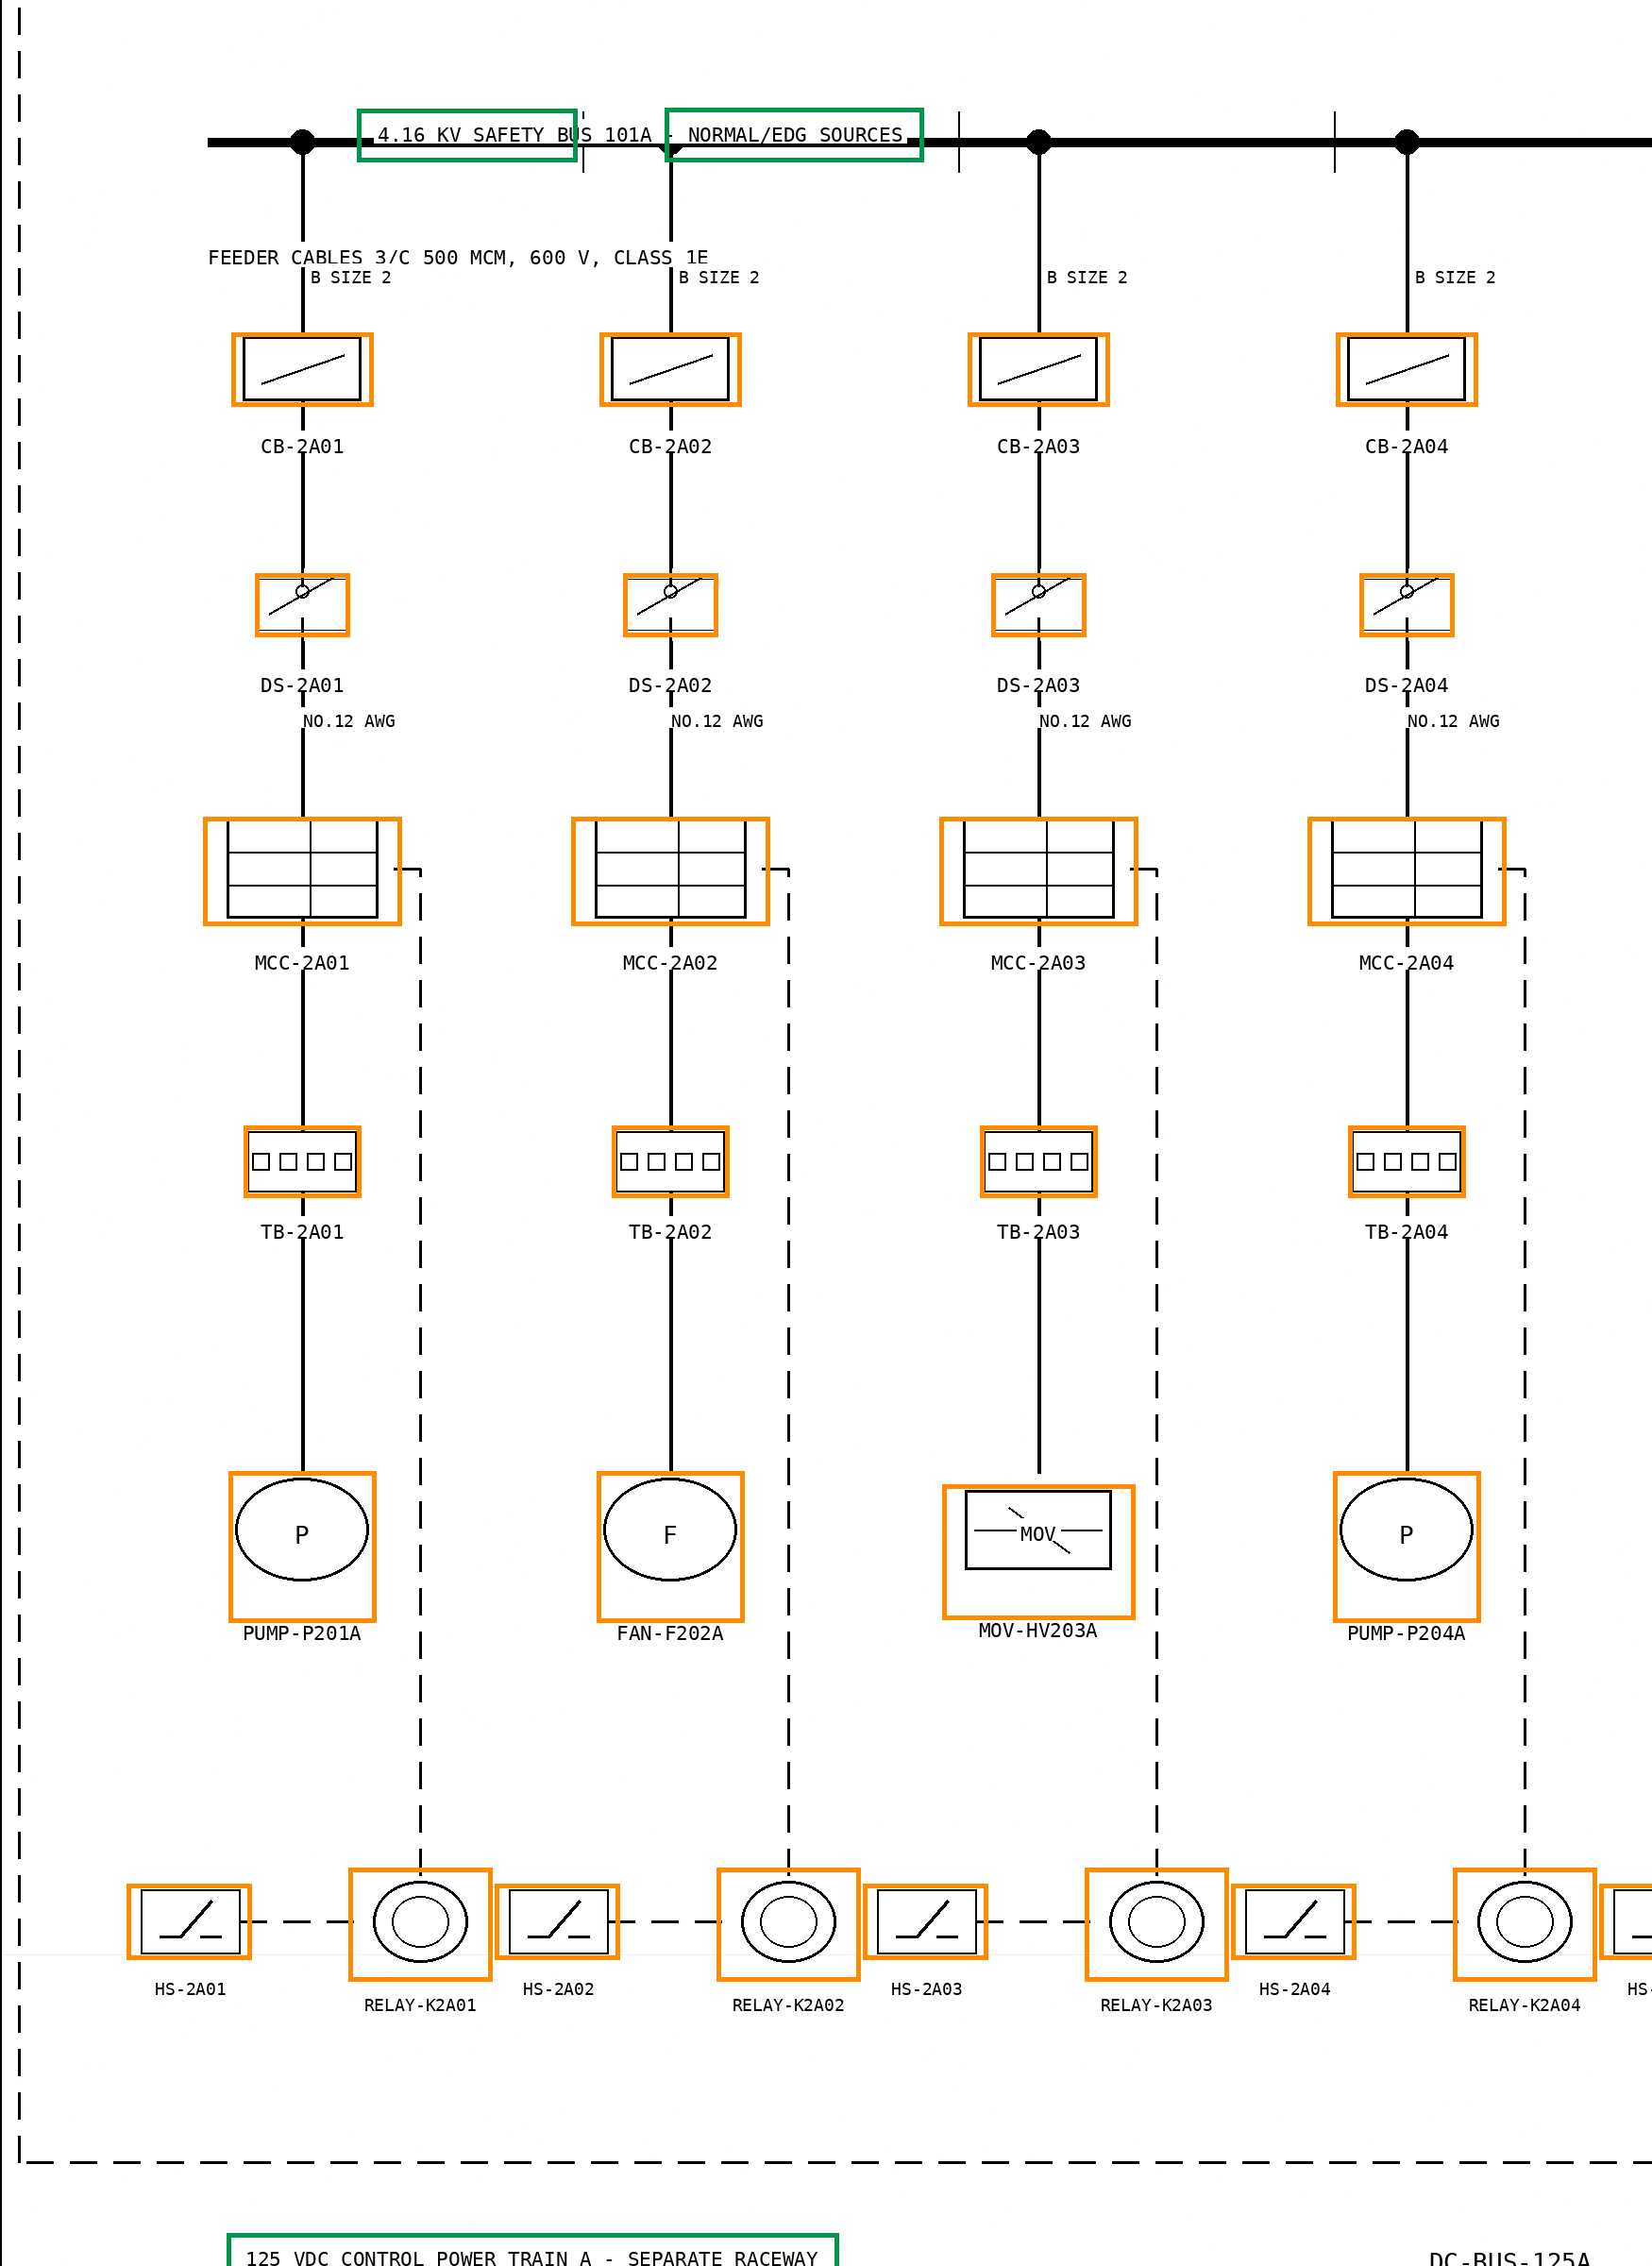 4.16 KV SAFETY BUS 101A - NORMAL/EDG SOURCES
FEEDER CABLES 3/C 500 MCM, 600 V, CLASS 1E
B SIZE 2
B SIZE 2
B SIZE 2
B SIZE 2
CB-2A01
CB-2A02
CB-2A03
CB-2A04
DS-2A01
DS-2A02
DS-2A03
DS-2A04
NO.12 AWG
NO.12 AWG
NO.12 AWG
NO.12 AWG
MCC-2A01
MCC-2A02
MCC-2A03
MCC-2A04
TB-2A01
TB-2A02
TB-2A03
TB-2A04
P
F
MOV
P
PUMP-P201A
FAN-F202A
MOV-HV203A
PUMP-P204A
HS-2A01
RELAY-K2A01
HS-2A02
RELAY-K2A02
HS-2A03
RELAY-K2A03
HS-2A04
RELAY-K2A04
HS-
125 VDC CONTROL POWER TRAIN A - SEPARATE RACEWAY
DC-BUS-125A